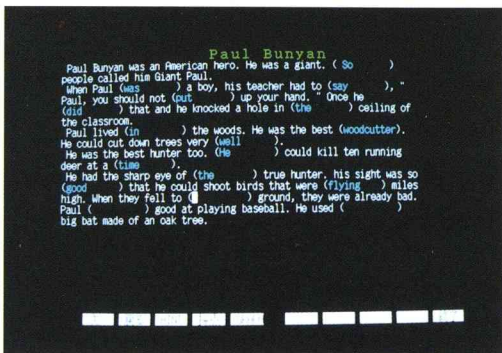 Paul Bunyan
Paul Bunyan was an American hero. He was a giant. ( So )
people called him Giant Paul.
When Paul (was ) a boy, his teacher had to (say ), "
Paul, you should not (put ) up your hand. " Once he
(did ) that and he knocked a hole in (the ) ceiling of
the classroom.
Paul lived (in ) the woods. He was the best (woodcutter).
He could cut down trees very (well ).
He was the best hunter too. (He ) could kill ten running
deer at a (time ).
He had the sharp eye of (the ) true hunter. his sight was so
(good ) that he could shoot birds that were (flying ) miles
high. When they fell to ( ) ground, they were already bad.
Paul ( ) good at playing baseball. He used ( )
big bat made of an oak tree.